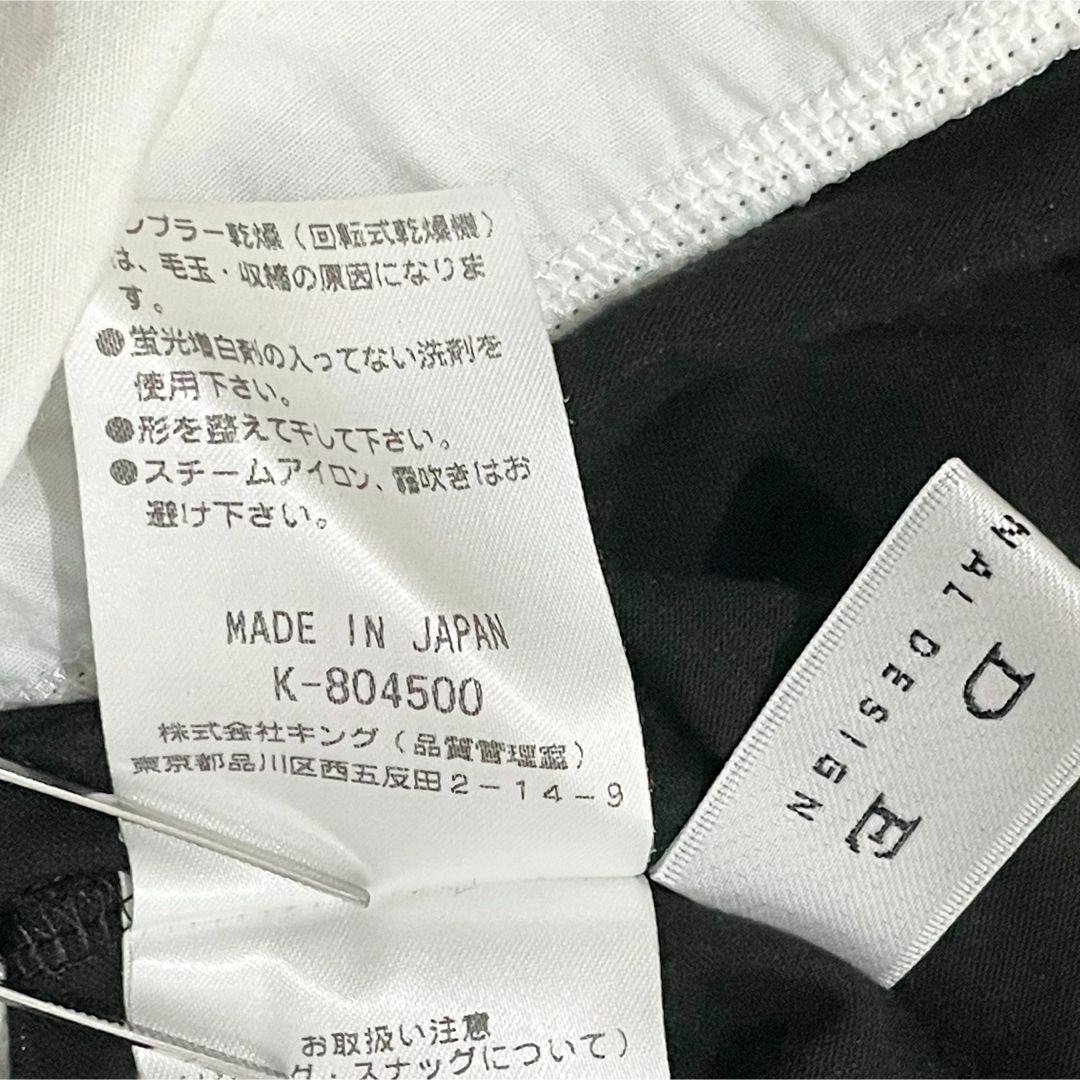 ンブラー乾燥(回転式乾燥機)
は、毛玉・収縮の原因になりま
す。
●蛍光増白剤の入ってない洗剤を
使用下さい。
●形を整えて干して下さい。
●スチームアイロン、霧吹きはお
避け下さい。
MADE IN JAPAN
K-804500
株式会社キング(品質管理室)
東京都品川区西五反田2-14-9
お取扱い注意
グ・スナッグについて)
D E
MAL DESIGN